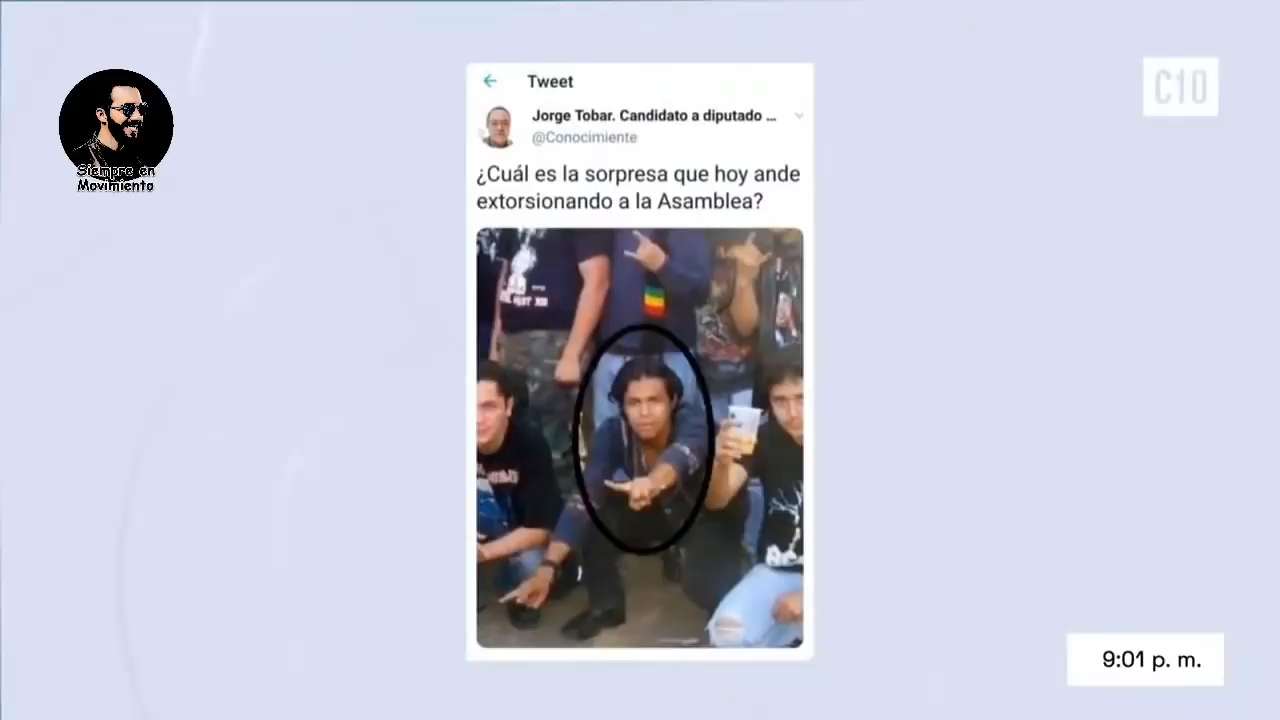 Siempre en
Movimiento
C10
Tweet
Jorge Tobar. Candidato a diputado ...
@Conocimiente
¿Cuál es la sorpresa que hoy ande
extorsionando a la Asamblea?
9:01 p. m.